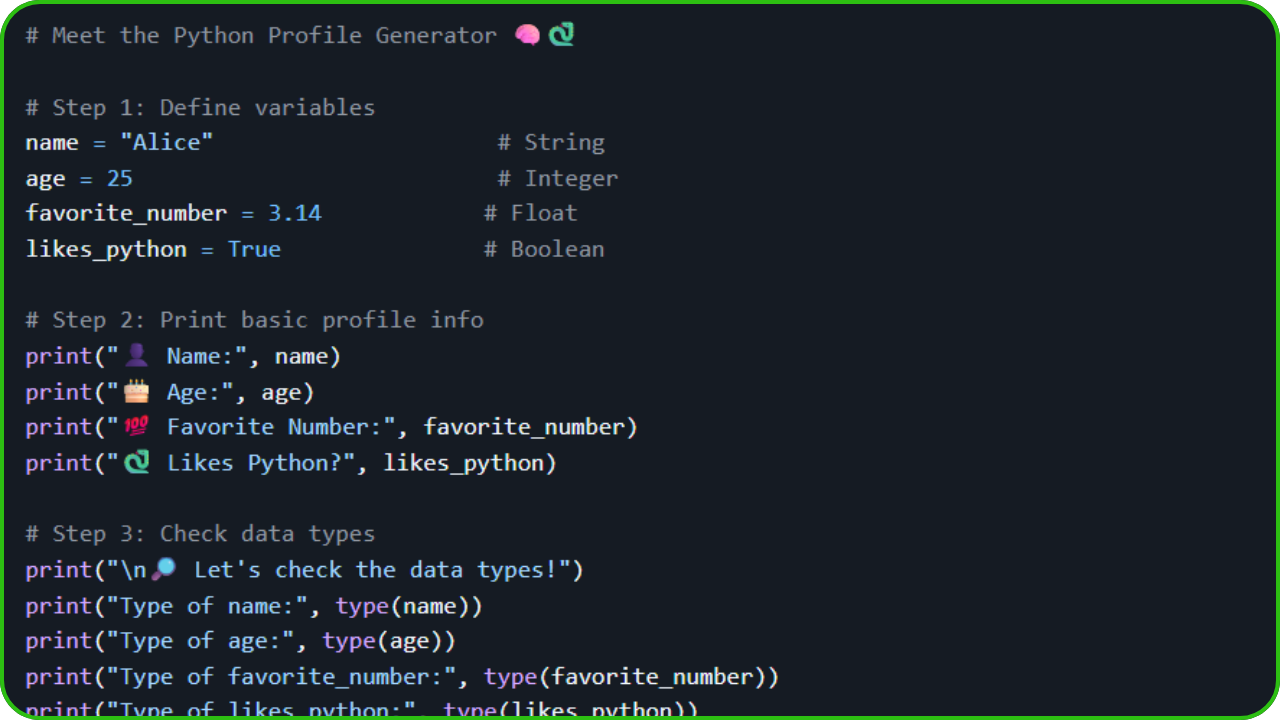 # Meet the Python Profile Generator 🧠🐍
# Step 1: Define variables
name = "Alice"                     # String
age = 25                           # Integer
favorite_number = 3.14            # Float
likes_python = True               # Boolean
# Step 2: Print basic profile info
print("👤 Name:", name)
print("🎂 Age:", age)
print("💯 Favorite Number:", favorite_number)
print("🐍 Likes Python?", likes_python)
# Step 3: Check data types
print("\n🔎 Let's check the data types!")
print("Type of name:", type(name))
print("Type of age:", type(age))
print("Type of favorite_number:", type(favorite_number))
print("Type of likes_python:", type(likes_python))